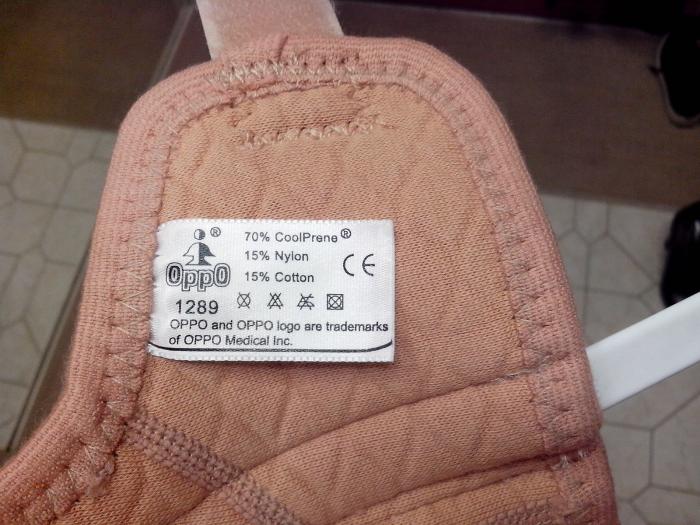 OppO®
70% CoolPrene®
15% Nylon
15% Cotton
CE
1289
OPPO and OPPO logo are trademarks
of OPPO Medical Inc.